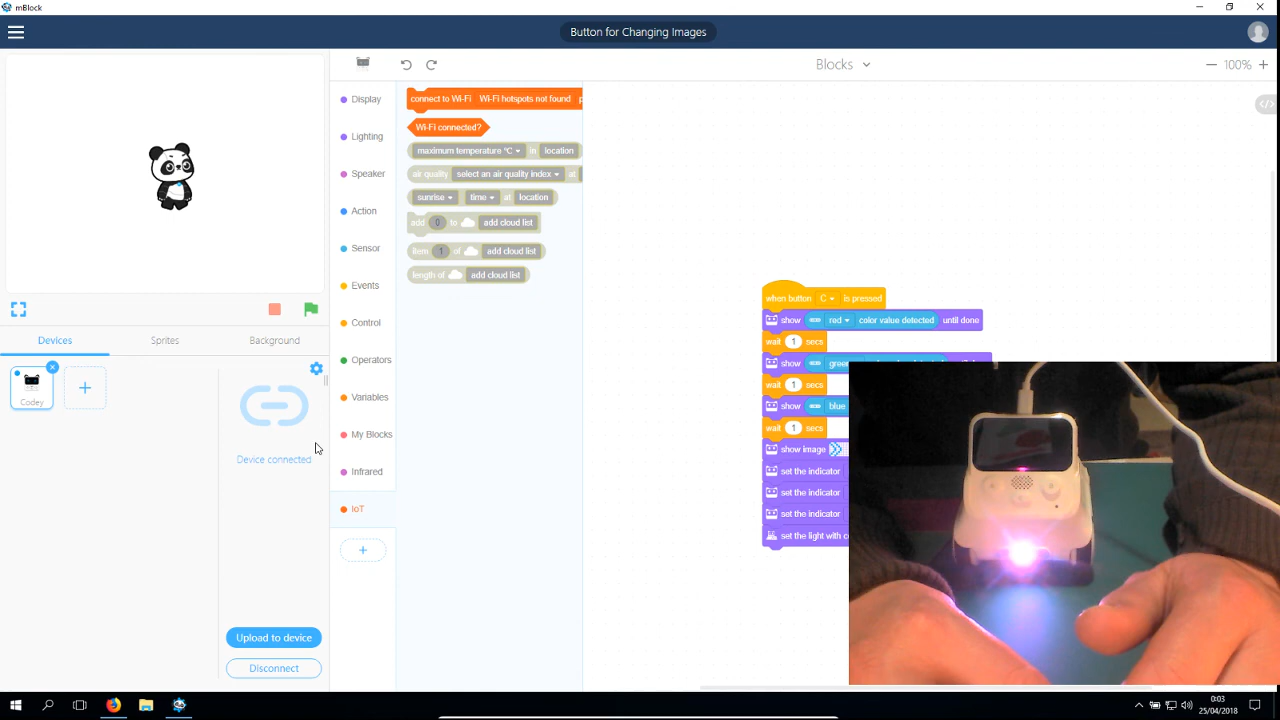 mBlock
Button for Changing Images
Blocks
100%
Display
Lighting
Speaker
Action
Sensor
Events
Control
Operators
Variables
My Blocks
Infrared
IoT
connect to Wi-Fi Wi-Fi hotspots not found
Wi-Fi connected?
maximum temperature ℃ in location
air quality select an air quality index at
sunrise time at location
add 0 to add cloud list
item 1 of add cloud list
length of add cloud list
when button C is pressed
show red color value detected until done
wait 1 secs
show
wait 1 secs
show blue
wait 1 secs
show image
set the indicator
set the indicator
set the indicator
set the light with
Devices
Sprites
Background
Codey
Device connected
Upload to device
Disconnect
0:03
25/04/2018